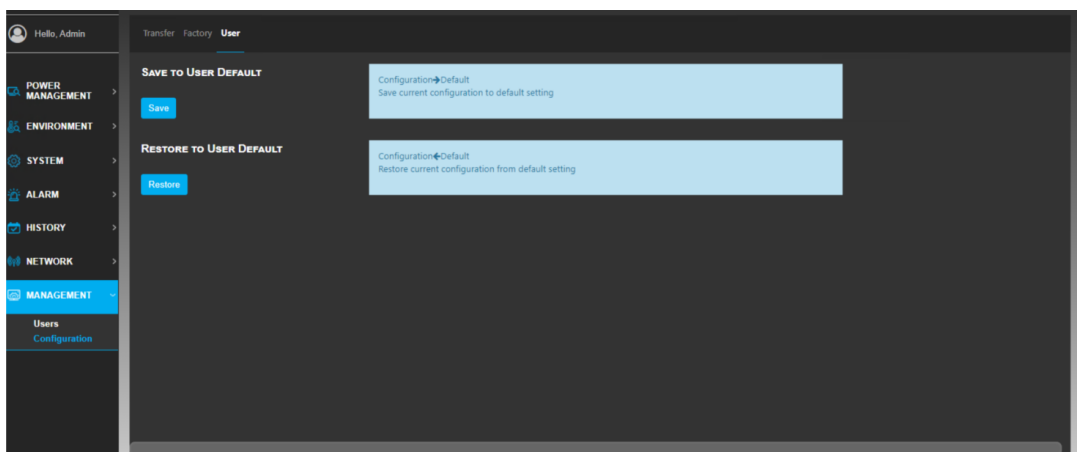 Hello, Admin
Transfer Factory User
POWER
MANAGEMENT
ENVIRONMENT
SYSTEM
ALARM
HISTORY
NETWORK
MANAGEMENT
Users
Configuration
SAVE TO USER DEFAULT
Save
Configuration→Default
Save current configuration to default setting
RESTORE TO USER DEFAULT
Restore
Configuration←Default
Restore current configuration from default setting